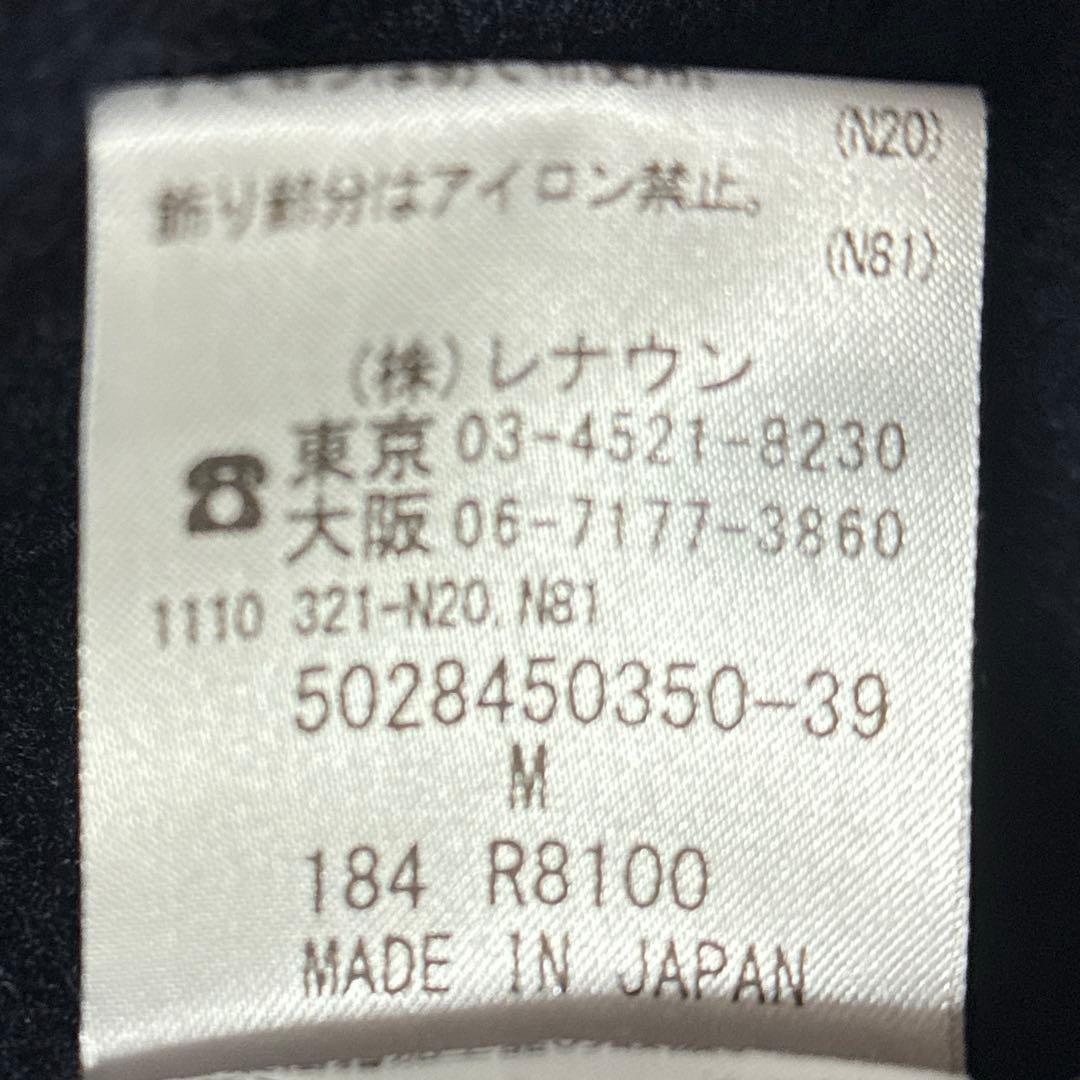 (N20)
飾り部分はアイロン禁止。
(N81)
(株)レナウン
☎ 東京 03-4521-8230
大阪 06-7177-3860
1110 321-N20,N81
5028450350-39
M
184 R8100
MADE IN JAPAN